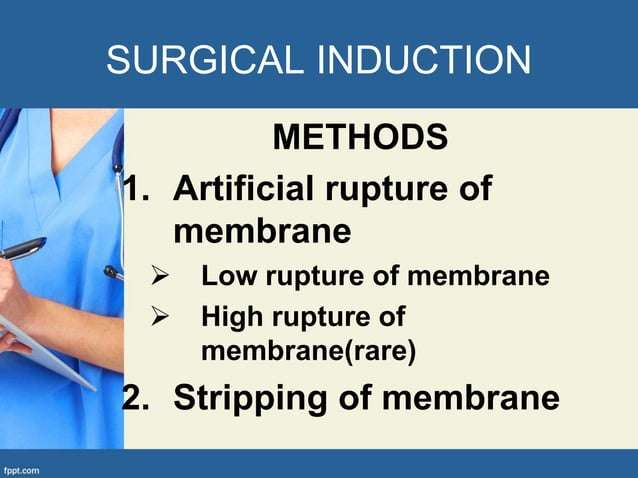 SURGICAL INDUCTION
METHODS
1. Artificial rupture of
membrane
➢ Low rupture of membrane
➢ High rupture of
membrane(rare)
2. Stripping of membrane
fppt.com